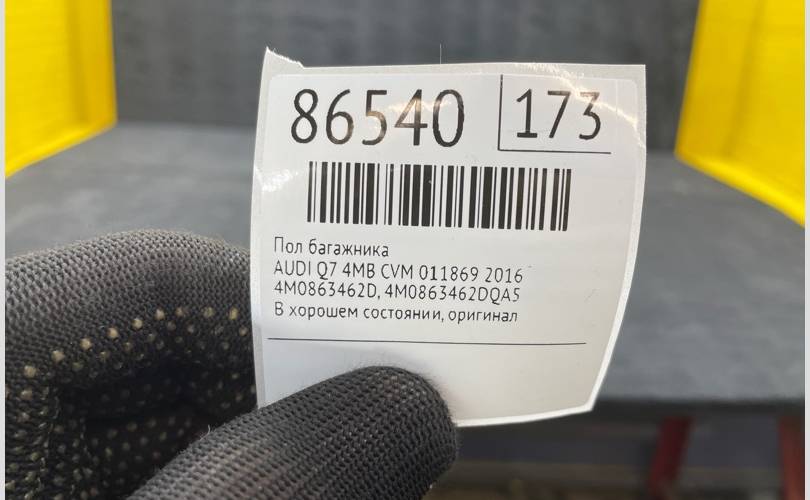 86540 173
Пол багажника
AUDI Q7 4MB CVM 011869 2016
4M0863462D, 4M0863462DQA5
В хорошем состоянии, оригинал